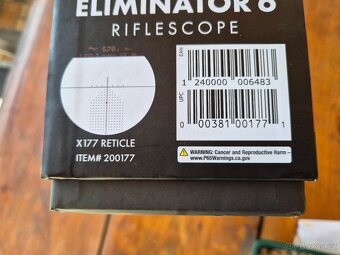 ELIMINATOR 6
RIFLESCOPE
X177 RETICLE
ITEM# 200177
EAN
1 240000 006483
UPC
0 00381 00177 1
WARNING: Cancer and Reproductive Harm -
www.P65Warnings.ca.gov